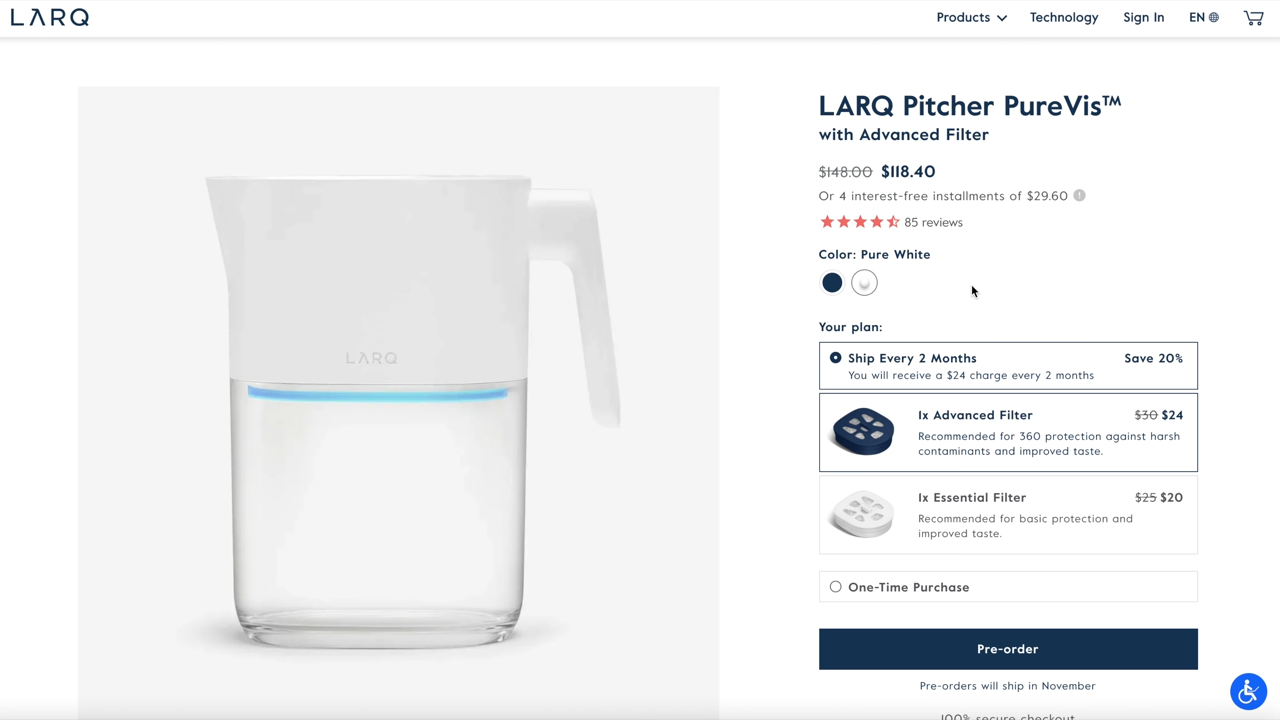 LARQ
Products
Technology
Sign In
EN
LARQ Pitcher PureVis™
with Advanced Filter
$148.00 $118.40
Or 4 interest-free installments of $29.60
85 reviews
Color: Pure White
LARQ
Your plan:
Ship Every 2 Months Save 20%
You will receive a $24 charge every 2 months
1x Advanced Filter $30 $24
Recommended for 360 protection against harsh
contaminants and improved taste.
1x Essential Filter $25 $20
Recommended for basic protection and
improved taste.
One-Time Purchase
Pre-order
Pre-orders will ship in November
100% secure checkout